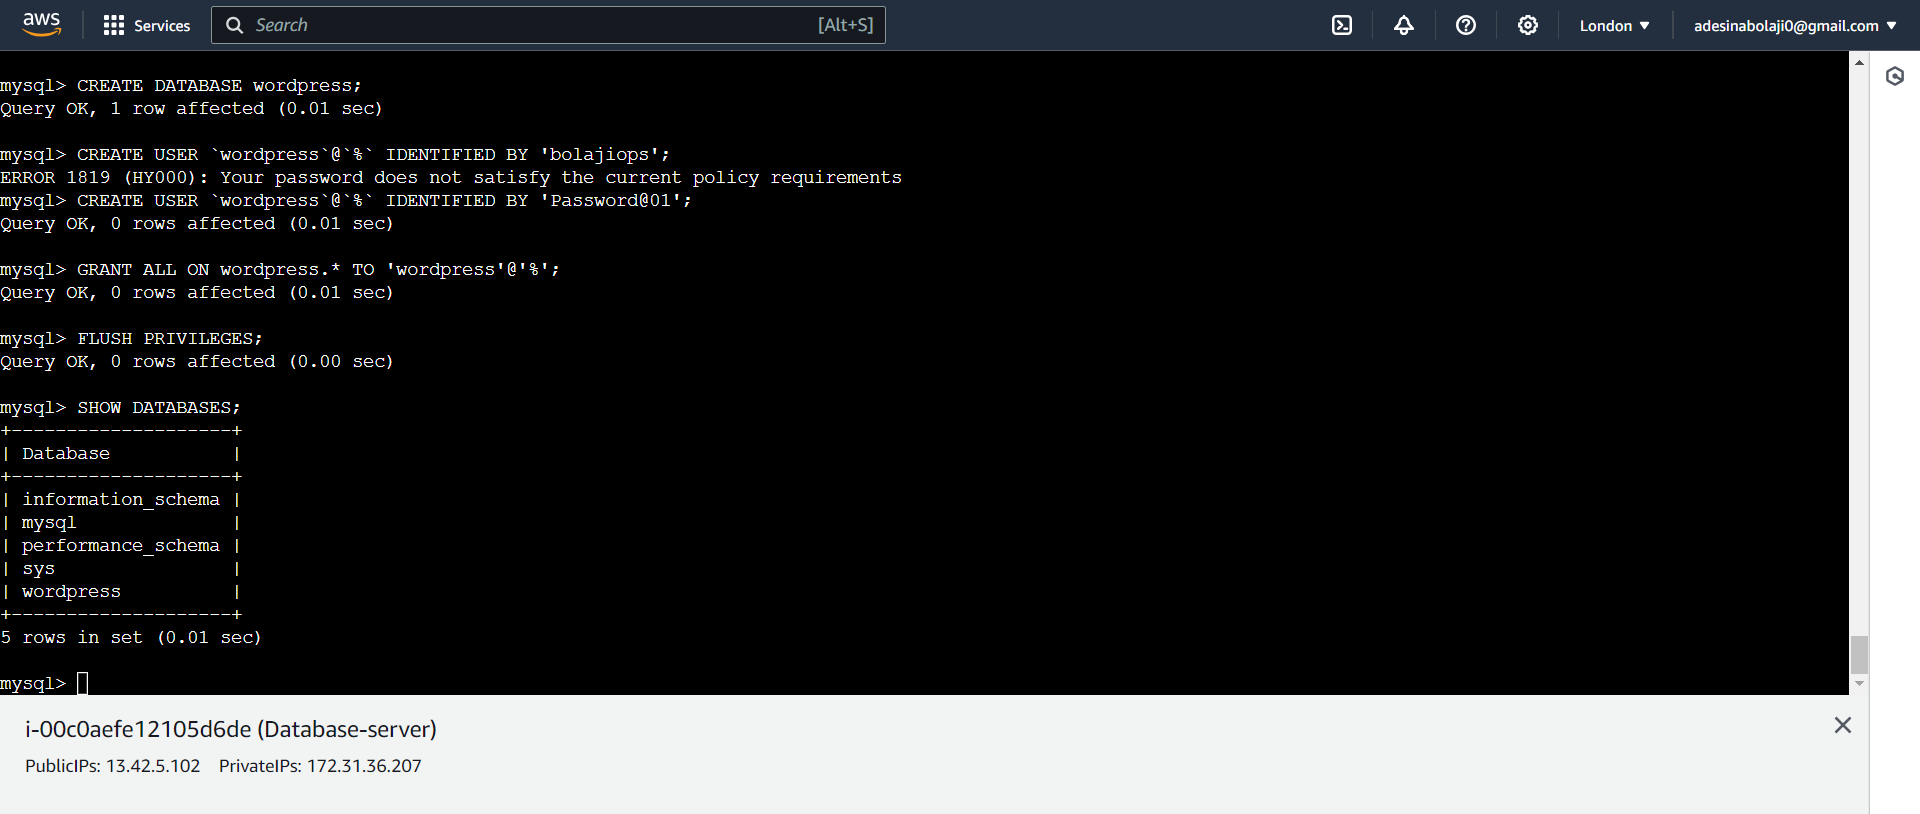 aws
Services
Search
[Alt+S]
London
adesinabolaji0@gmail.com
mysql> CREATE DATABASE wordpress;
Query OK, 1 row affected (0.01 sec)
mysql> CREATE USER `wordpress`@`%` IDENTIFIED BY 'bolajiops';
ERROR 1819 (HY000): Your password does not satisfy the current policy requirements
mysql> CREATE USER `wordpress`@`%` IDENTIFIED BY 'Password@01';
Query OK, 0 rows affected (0.01 sec)
mysql> GRANT ALL ON wordpress.* TO 'wordpress'@'%';
Query OK, 0 rows affected (0.01 sec)
mysql> FLUSH PRIVILEGES;
Query OK, 0 rows affected (0.00 sec)
mysql> SHOW DATABASES;
+--------------------+
| Database           |
+--------------------+
| information_schema |
| mysql              |
| performance_schema |
| sys                |
| wordpress          |
+--------------------+
5 rows in set (0.01 sec)
mysql>
i-00c0aefe12105d6de (Database-server)
PublicIPs: 13.42.5.102 PrivateIPs: 172.31.36.207